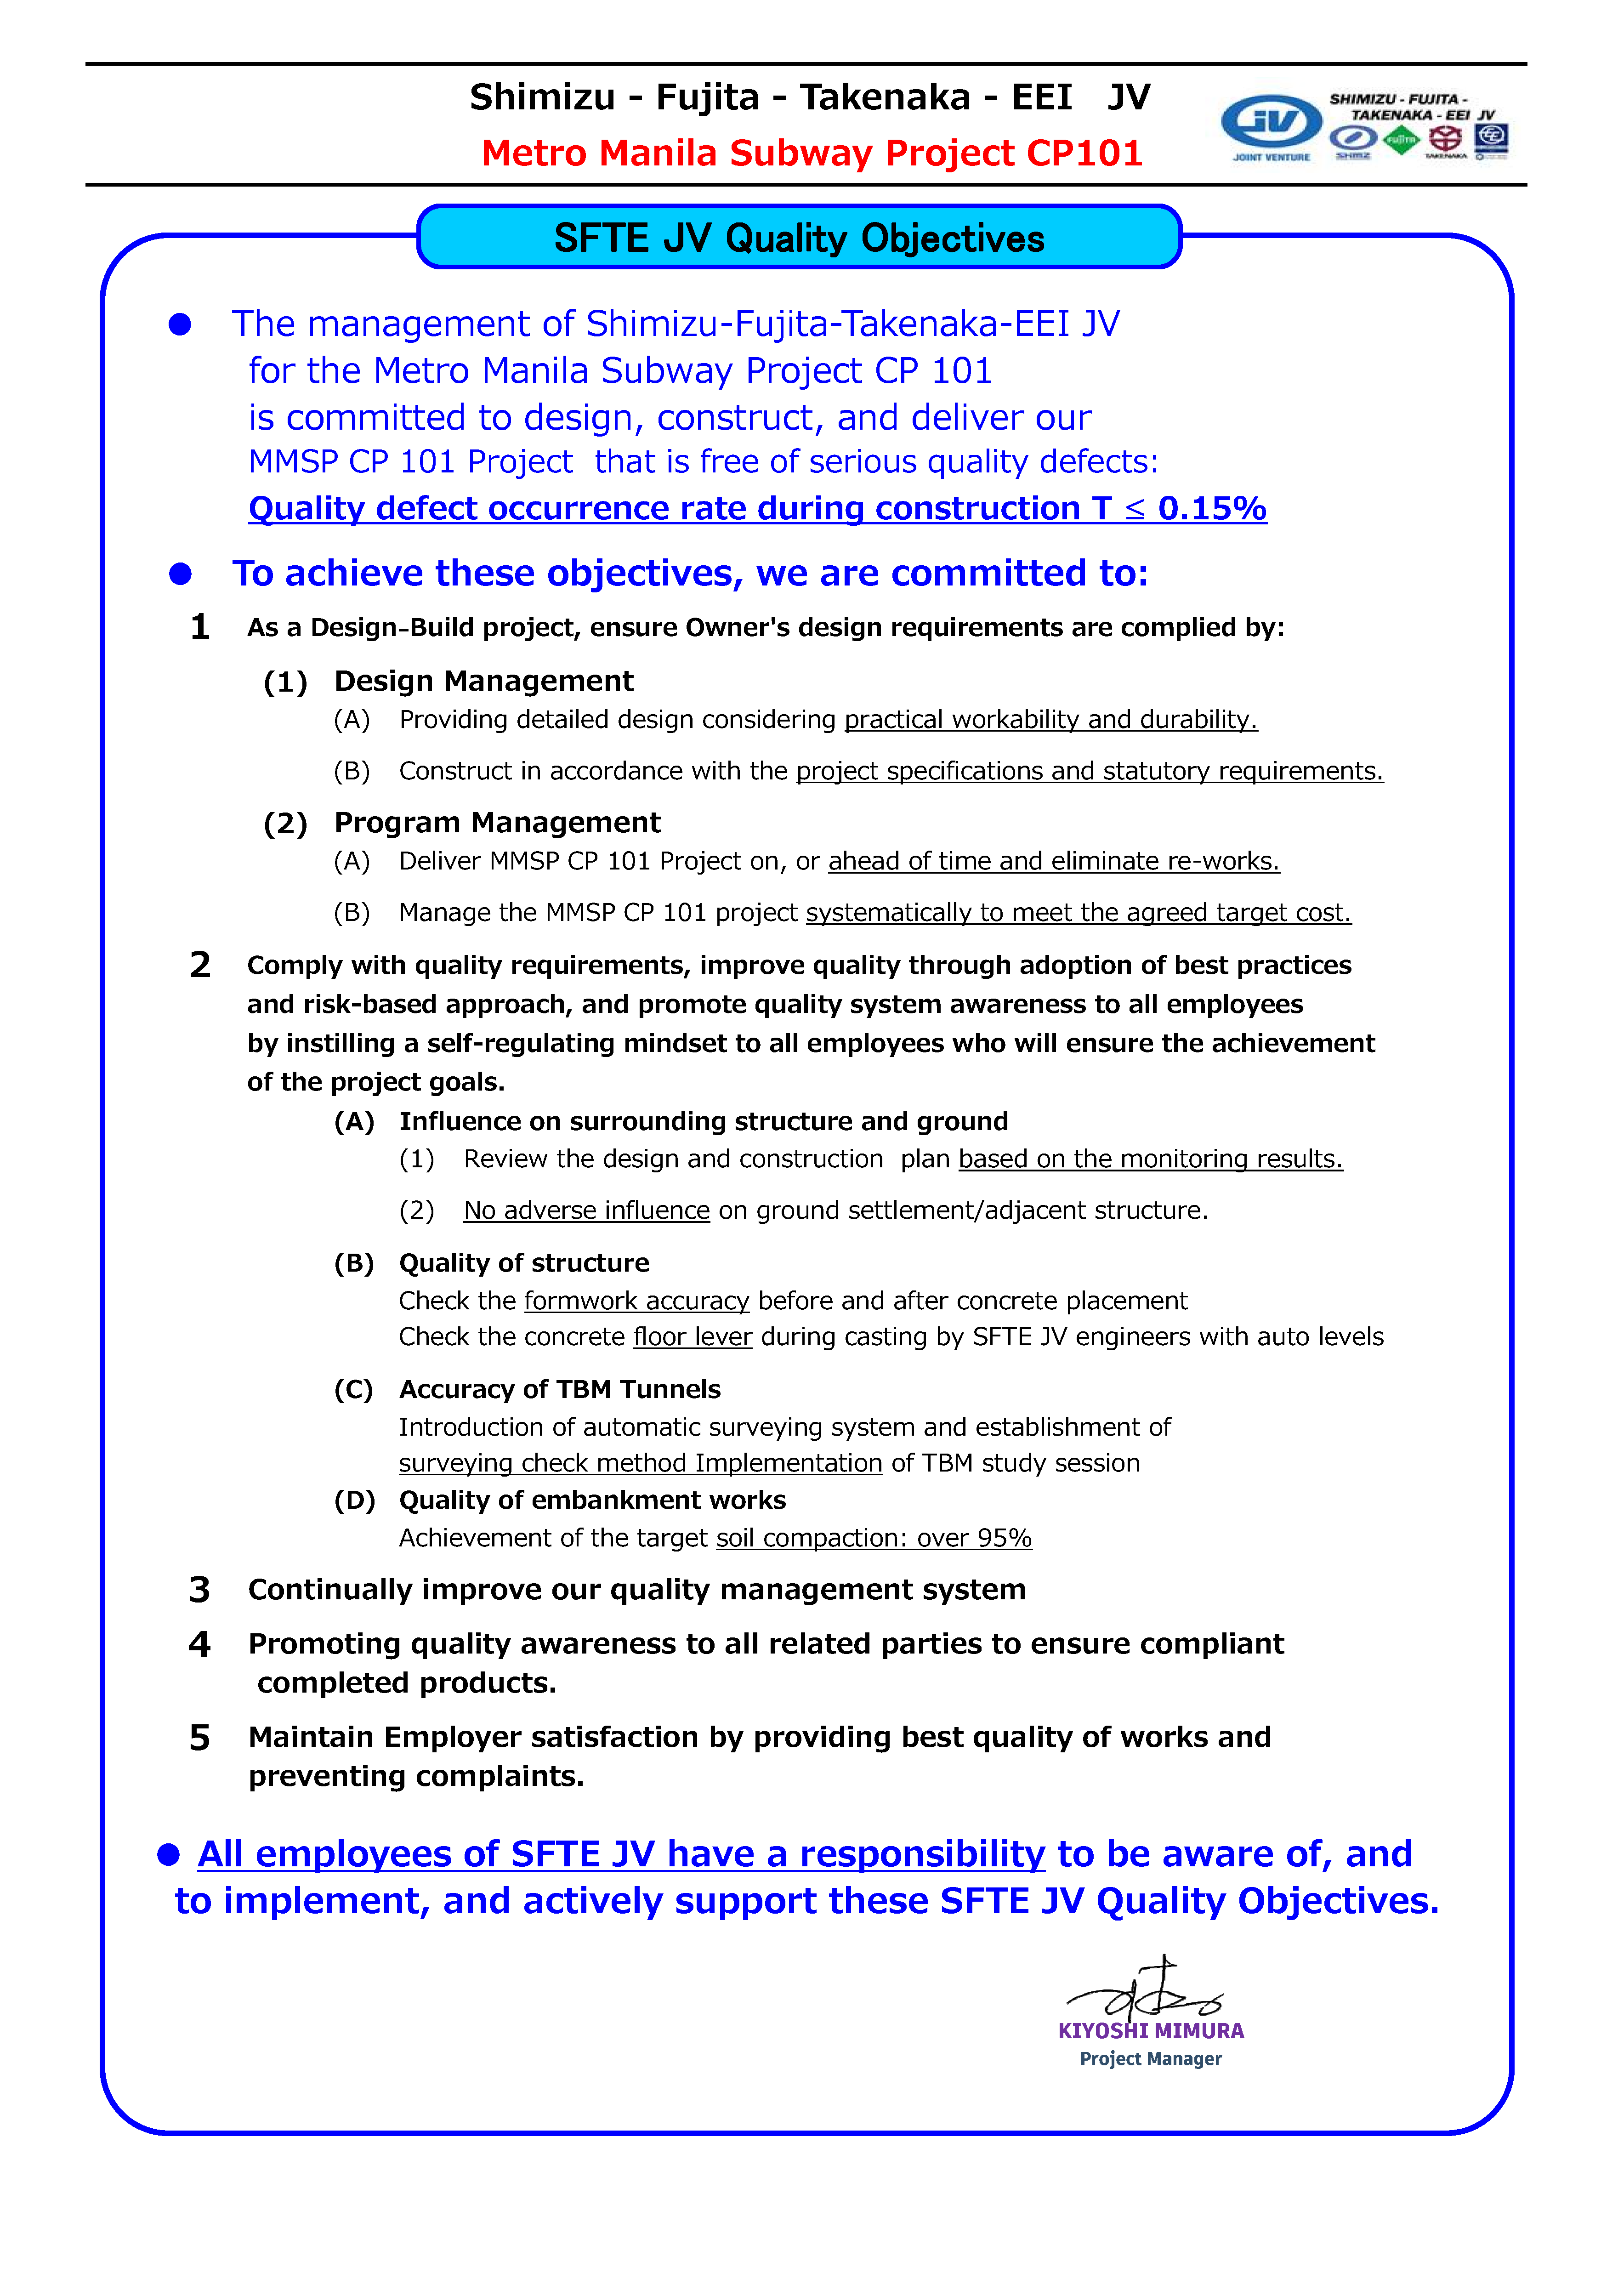 Shimizu - Fujita - Takenaka - EEI JV
Metro Manila Subway Project CP101
JV
JOINT VENTURE
SHIMIZU - FUJITA -
TAKENAKA - EEI JV
SHMZ
FUJITA
TAKENAKA
SFTE JV Quality Objectives
● The management of Shimizu-Fujita-Takenaka-EEI JV
for the Metro Manila Subway Project CP 101
is committed to design, construct, and deliver our
MMSP CP 101 Project that is free of serious quality defects:
Quality defect occurrence rate during construction T ≤ 0.15%
● To achieve these objectives, we are committed to:
1 As a Design-Build project, ensure Owner's design requirements are complied by:
(1) Design Management
(A) Providing detailed design considering practical workability and durability.
(B) Construct in accordance with the project specifications and statutory requirements.
(2) Program Management
(A) Deliver MMSP CP 101 Project on, or ahead of time and eliminate re-works.
(B) Manage the MMSP CP 101 project systematically to meet the agreed target cost.
2 Comply with quality requirements, improve quality through adoption of best practices
and risk-based approach, and promote quality system awareness to all employees
by instilling a self-regulating mindset to all employees who will ensure the achievement
of the project goals.
(A) Influence on surrounding structure and ground
(1) Review the design and construction plan based on the monitoring results.
(2) No adverse influence on ground settlement/adjacent structure.
(B) Quality of structure
Check the formwork accuracy before and after concrete placement
Check the concrete floor lever during casting by SFTE JV engineers with auto levels
(C) Accuracy of TBM Tunnels
Introduction of automatic surveying system and establishment of
surveying check method Implementation of TBM study session
(D) Quality of embankment works
Achievement of the target soil compaction: over 95%
3 Continually improve our quality management system
4 Promoting quality awareness to all related parties to ensure compliant
completed products.
5 Maintain Employer satisfaction by providing best quality of works and
preventing complaints.
● All employees of SFTE JV have a responsibility to be aware of, and
to implement, and actively support these SFTE JV Quality Objectives.
KIYOSHI MIMURA
Project Manager